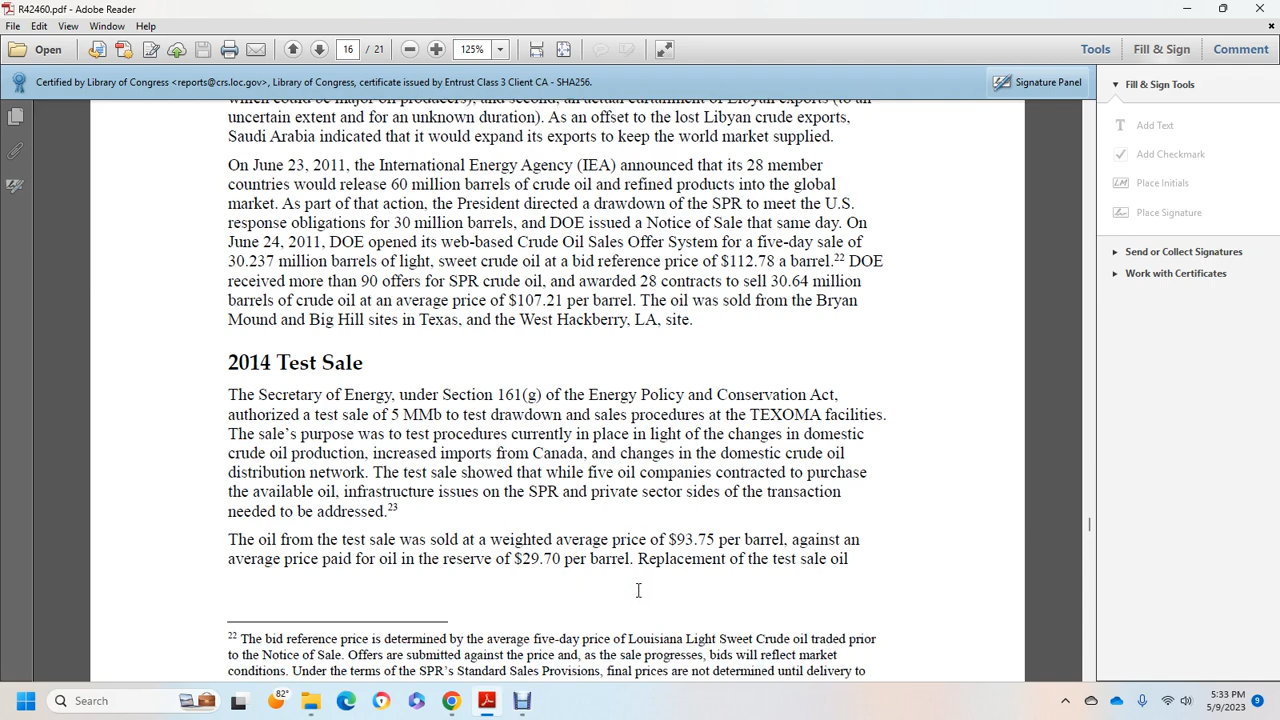 R42460.pdf - Adobe Reader
File Edit View Window Help
Open 16 / 21 125% Tools Fill & Sign Comment
Certified by Library of Congress <reports@crs.loc.gov>, Library of Congress, certificate issued by Entrust Class 3 Client CA - SHA256. Signature Panel
uncertain extent and for an unknown duration). As an offset to the lost Libyan crude exports,
Saudi Arabia indicated that it would expand its exports to keep the world market supplied.
On June 23, 2011, the International Energy Agency (IEA) announced that its 28 member
countries would release 60 million barrels of crude oil and refined products into the global
market. As part of that action, the President directed a drawdown of the SPR to meet the U.S.
response obligations for 30 million barrels, and DOE issued a Notice of Sale that same day. On
June 24, 2011, DOE opened its web-based Crude Oil Sales Offer System for a five-day sale of
30.237 million barrels of light, sweet crude oil at a bid reference price of $112.78 a barrel.22 DOE
received more than 90 offers for SPR crude oil, and awarded 28 contracts to sell 30.64 million
barrels of crude oil at an average price of $107.21 per barrel. The oil was sold from the Bryan
Mound and Big Hill sites in Texas, and the West Hackberry, LA, site.
2014 Test Sale
The Secretary of Energy, under Section 161(g) of the Energy Policy and Conservation Act,
authorized a test sale of 5 MMb to test drawdown and sales procedures at the TEXOMA facilities.
The sale's purpose was to test procedures currently in place in light of the changes in domestic
crude oil production, increased imports from Canada, and changes in the domestic crude oil
distribution network. The test sale showed that while five oil companies contracted to purchase
the available oil, infrastructure issues on the SPR and private sector sides of the transaction
needed to be addressed.23
The oil from the test sale was sold at a weighted average price of $93.75 per barrel, against an
average price paid for oil in the reserve of $29.70 per barrel. Replacement of the test sale oil
22 The bid reference price is determined by the average five-day price of Louisiana Light Sweet Crude oil traded prior
to the Notice of Sale. Offers are submitted against the price and, as the sale progresses, bids will reflect market
conditions. Under the terms of the SPR's Standard Sales Provisions, final prices are not determined until delivery to
Fill & Sign Tools
Add Text
Add Checkmark
Place Initials
Place Signature
Send or Collect Signatures
Work with Certificates
Search
82°
5:33 PM
5/9/2023
9